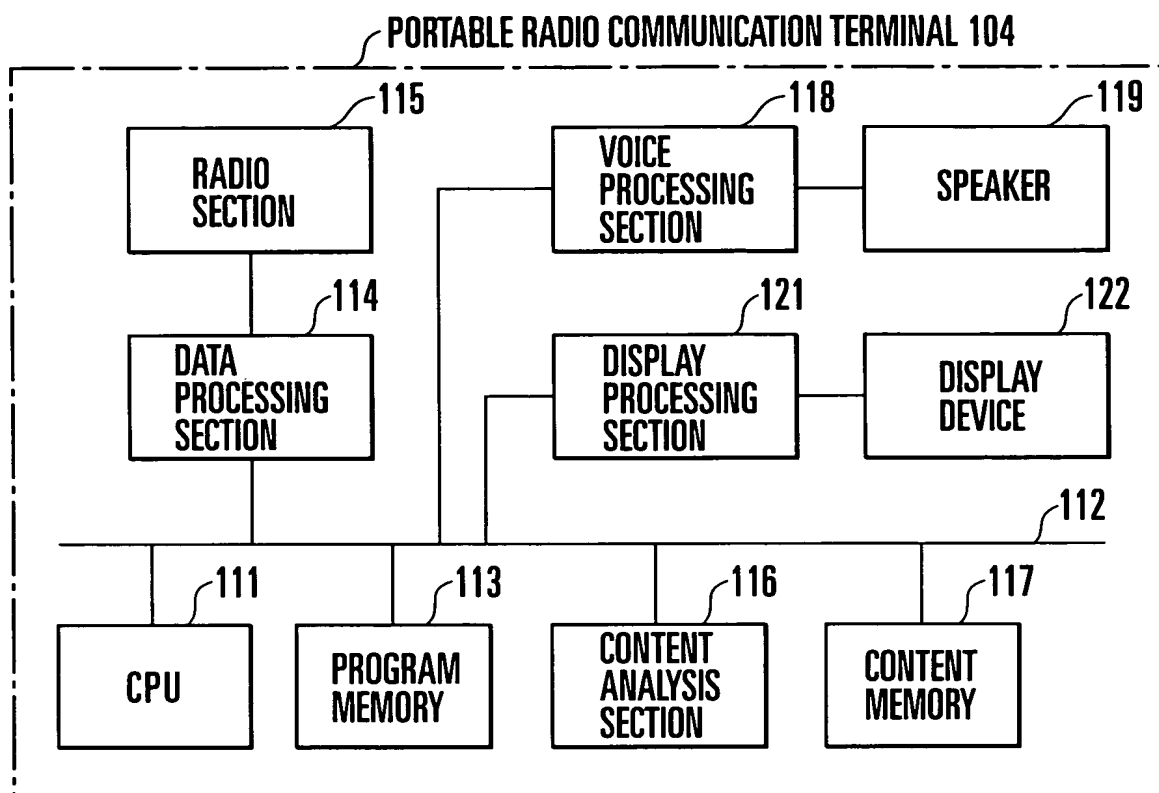 PORTABLE RADIO COMMUNICATION TERMINAL 104
115
RADIO
SECTION
118
VOICE
PROCESSING
SECTION
119
SPEAKER
114
DATA
PROCESSING
SECTION
121
DISPLAY
PROCESSING
SECTION
122
DISPLAY
DEVICE
112
111
CPU
113
PROGRAM
MEMORY
116
CONTENT
ANALYSIS
SECTION
117
CONTENT
MEMORY